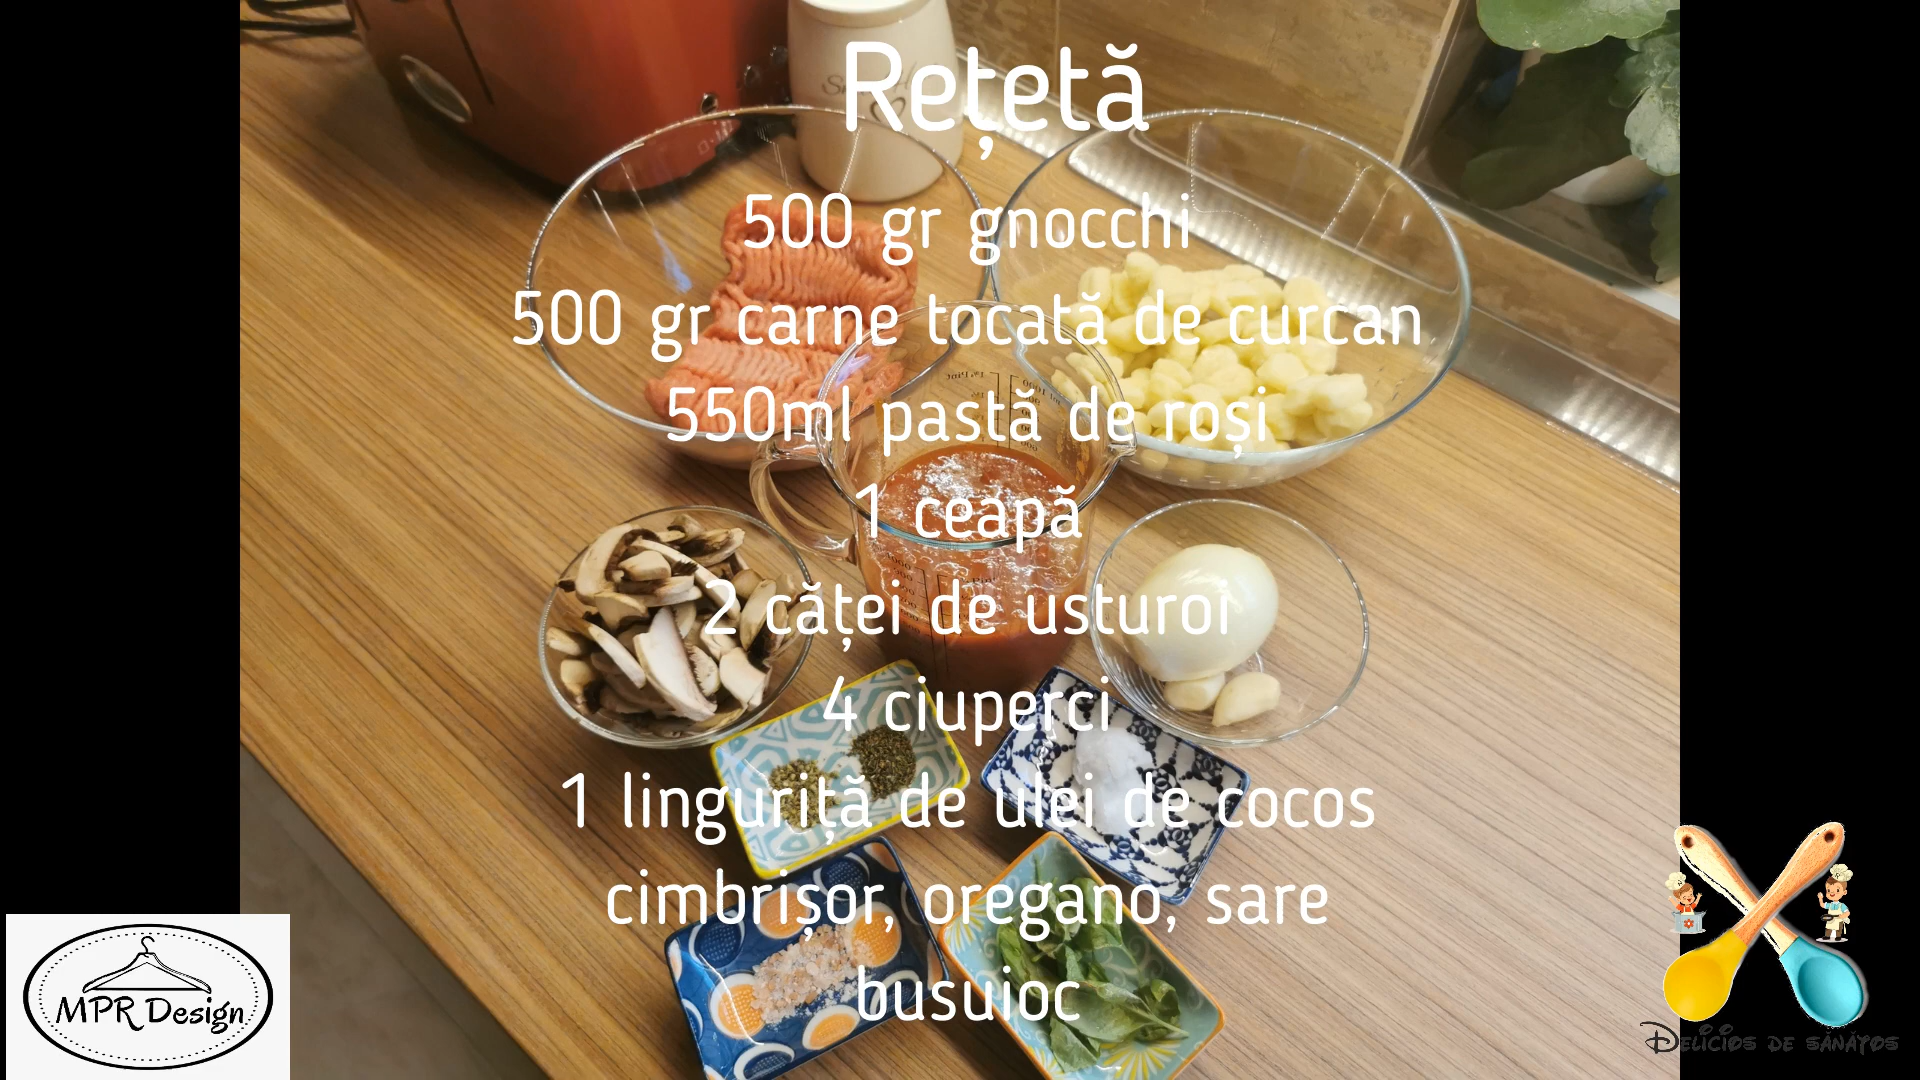 Rețetă
500 gr gnocchi
500 gr carne tocată de curcan
550ml pastă de roși
1 ceapă
2 căței de usturoi
4 ciuperci
1 linguriță de ulei de cocos
cimbrișor, oregano, sare
busuioc
MPR Design
DELICIOS DE SĂNĂTOS